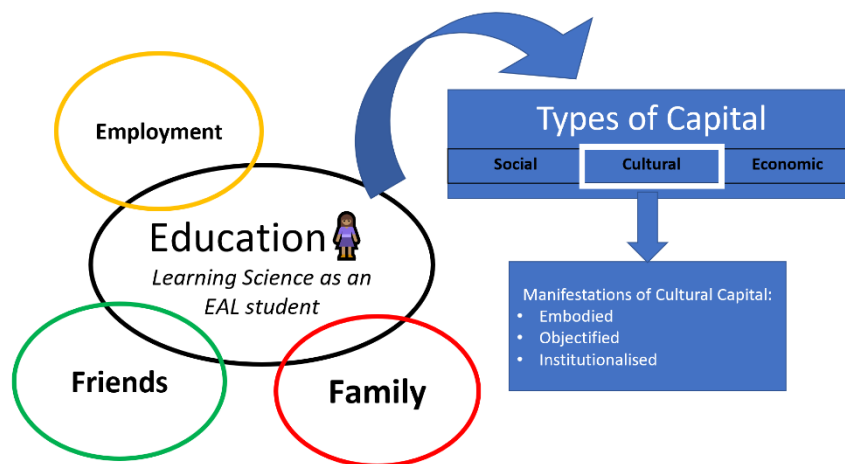 Employment
Education
Learning Science as an
EAL student
Friends
Family
Types of Capital
Social
Cultural
Economic
Manifestations of Cultural Capital:
• Embodied
• Objectified
• Institutionalised